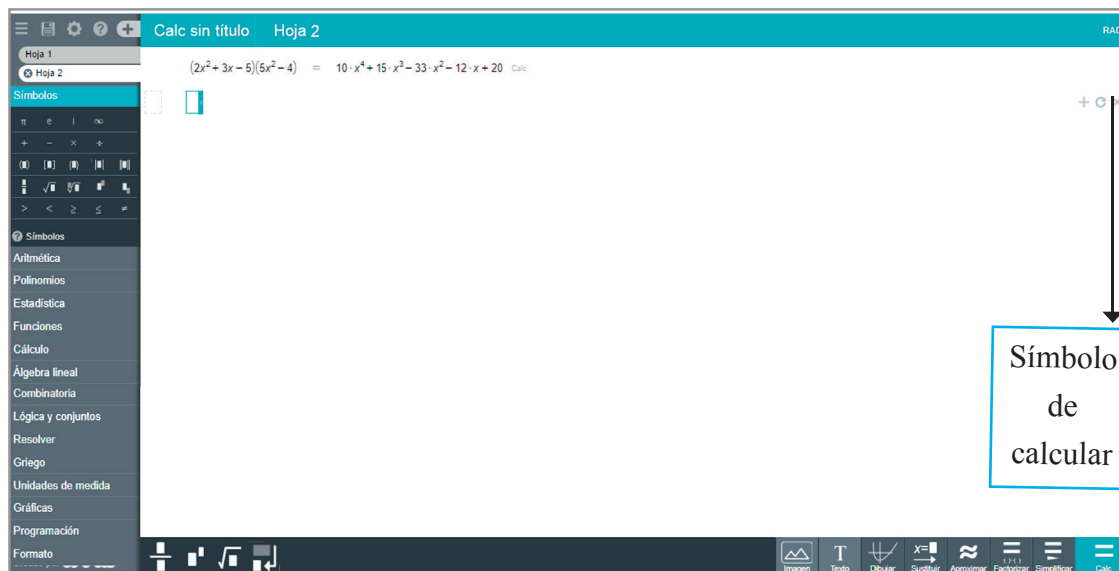 Calc sin título Hoja 2
RAD
Hoja 1
Hoja 2
(2x² + 3x − 5)(5x² − 4) = 10 · x⁴ + 15 · x³ − 33 · x² − 12 · x + 20 Calc
Símbolos
π e i ∞
+ − × ÷
> < ≥ ≤ ≠
Símbolos
Aritmética
Polinomios
Estadística
Funciones
Cálculo
Álgebra lineal
Combinatoria
Lógica y conjuntos
Resolver
Griego
Unidades de medida
Gráficas
Programación
Formato
Símbolo
de
calcular
Imagen Texto Dibujar Sustituir Aproximar Factorizar Simplificar Calc